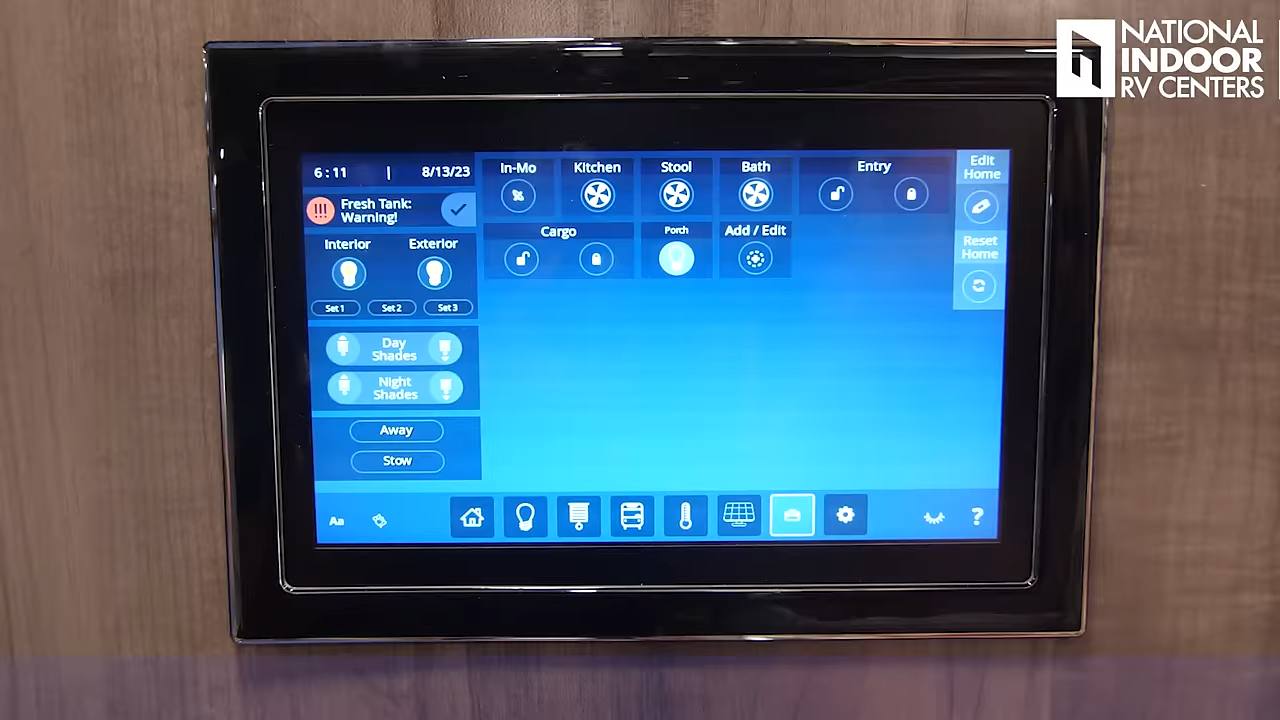 NATIONAL
INDOOR
RV CENTERS
6:11 | 8/13/23
Fresh Tank:
Warning!
Interior Exterior
Set 1 Set 2 Set 3
Day
Shades
Night
Shades
Away
Stow
In-Mo Kitchen Stool Bath Entry
Cargo Porch Add / Edit
Edit
Home
Reset
Home
Aa ?